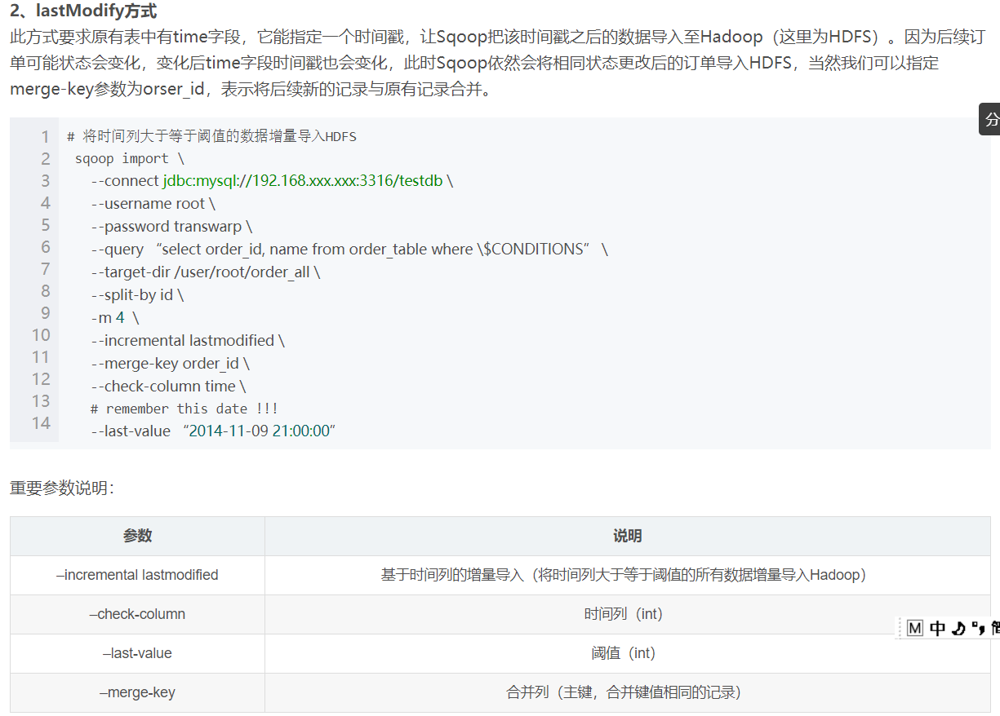 2、lastModify方式
此方式要求原有表中有time字段，它能指定一个时间戳，让Sqoop把该时间戳之后的数据导入至Hadoop（这里为HDFS）。因为后续订
单可能状态会变化，变化后time字段时间戳也会变化，此时Sqoop依然会将相同状态更改后的订单导入HDFS，当然我们可以指定
merge-key参数为orser_id，表示将后续新的记录与原有记录合并。
分
1 # 将时间列大于等于阈值的数据增量导入HDFS
2 sqoop import \
3 --connect jdbc:mysql://192.168.xxx.xxx:3316/testdb \
4 --username root \
5 --password transwarp \
6 --query “select order_id, name from order_table where \$CONDITIONS” \
7 --target-dir /user/root/order_all \
8 --split-by id \
9 -m 4 \
10 --incremental lastmodified \
11 --merge-key order_id \
12 --check-column time \
13 # remember this date !!!
14 --last-value “2014-11-09 21:00:00”
重要参数说明：
参数 说明
–incremental lastmodified 基于时间列的增量导入（将时间列大于等于阈值的所有数据增量导入Hadoop）
–check-column 时间列（int）
M 中 简
–last-value 阈值（int）
–merge-key 合并列（主键，合并键值相同的记录）